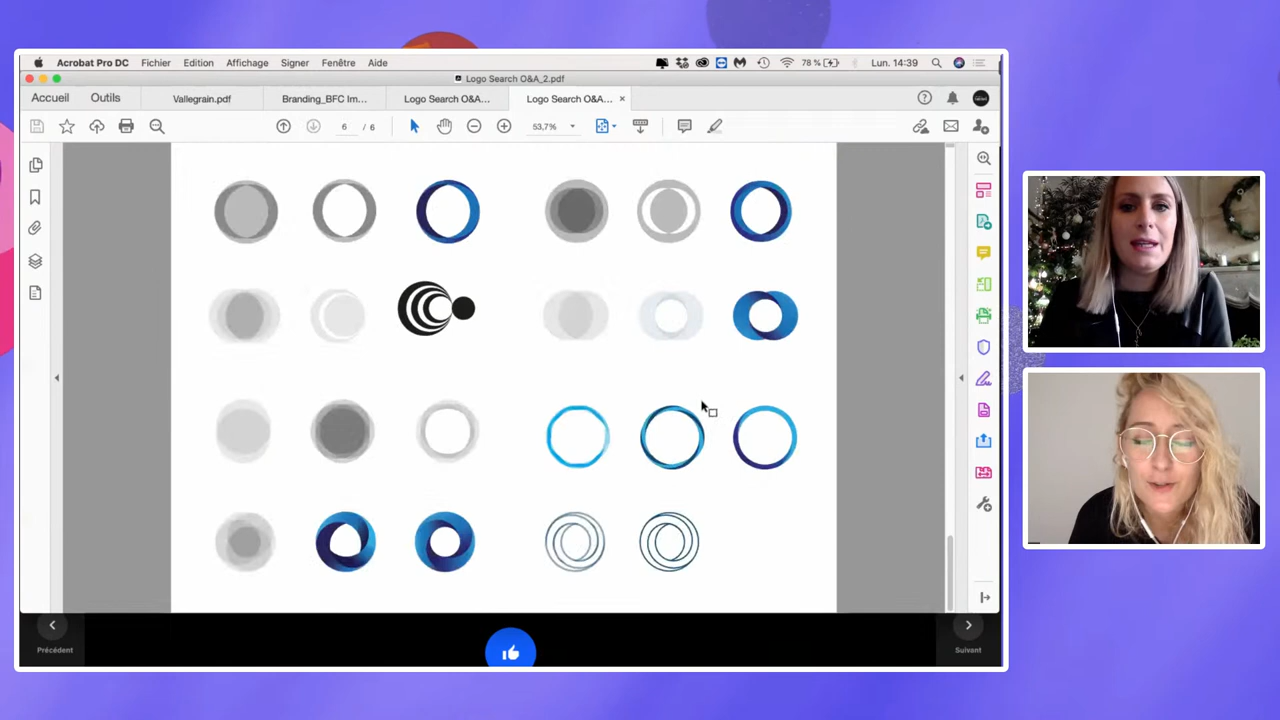 Acrobat Pro DC Fichier Edition Affichage Signer Fenêtre Aide 78 % Lun. 14:39
Logo Search O&A_2.pdf
Accueil Outils Vallegrain.pdf Branding_BFC Im... Logo Search O&A... Logo Search O&A... ×
6 / 6 53,7%
Précédent Suivant